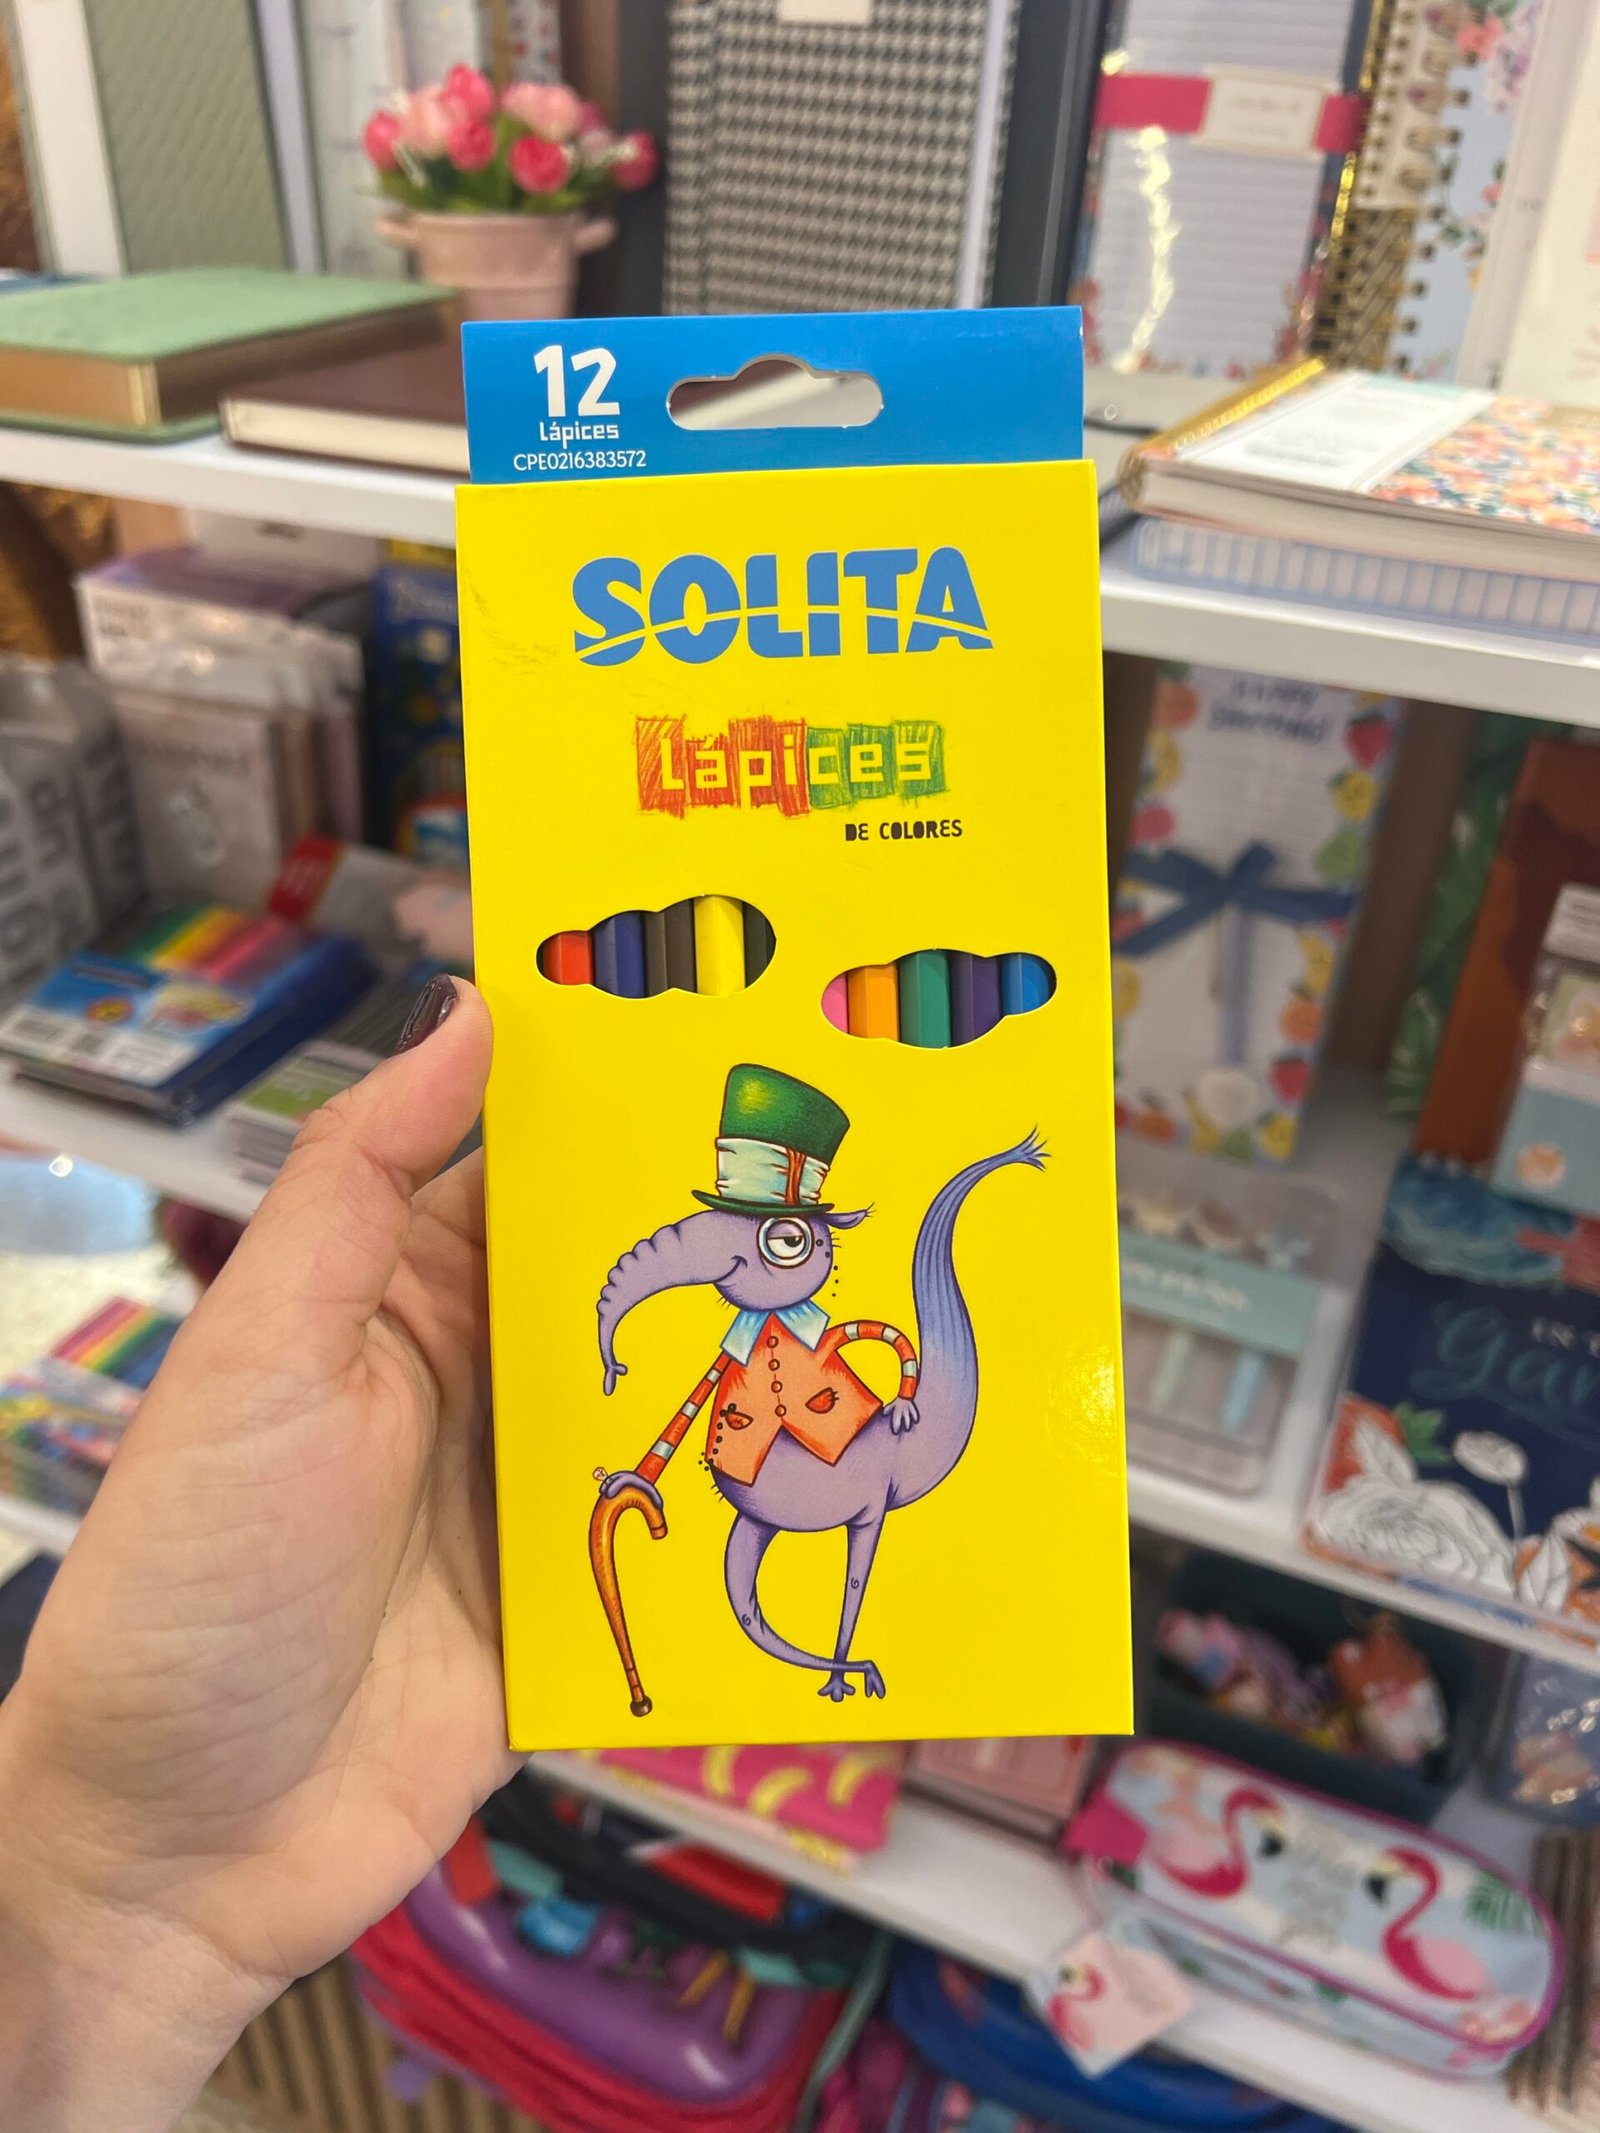 12
lápices
CPE0216383572
SOLITA
Lápices
DE COLORES